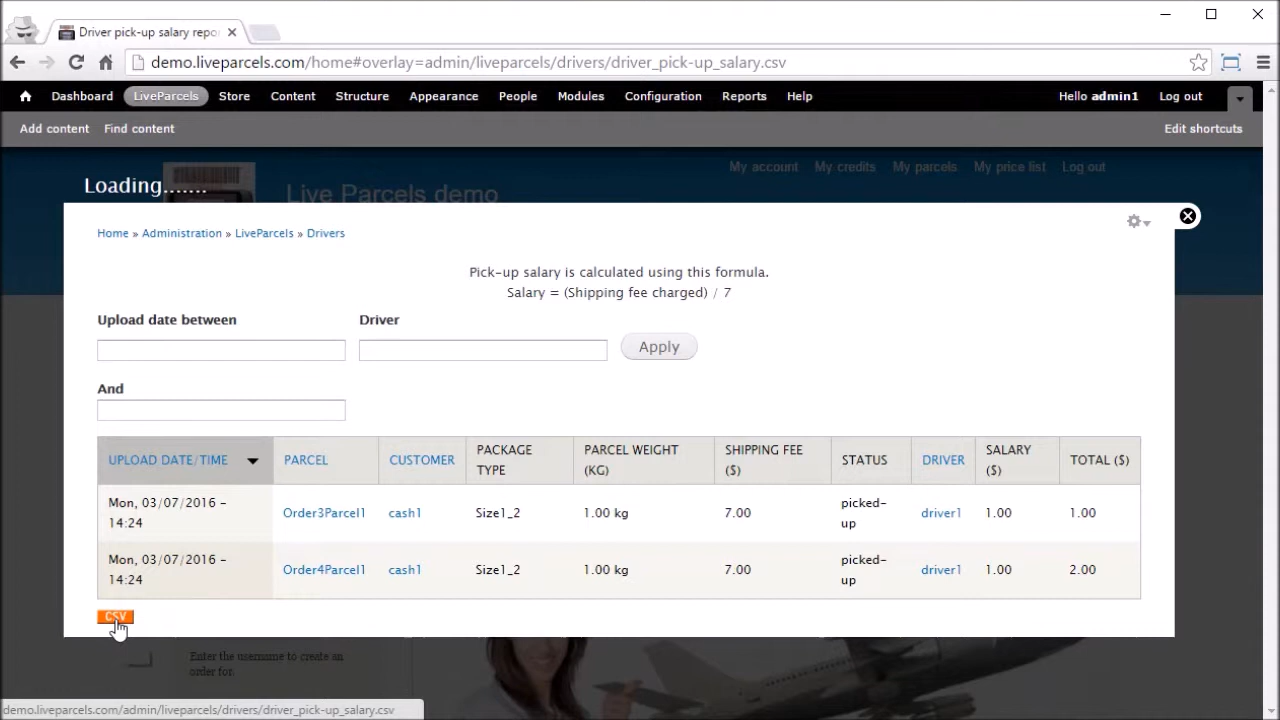 Driver pick-up salary repo
demo.liveparcels.com/home#overlay=admin/liveparcels/drivers/driver_pick-up_salary.csv
Dashboard LiveParcels Store Content Structure Appearance People Modules Configuration Reports Help Hello admin1 Log out
Add content Find content Edit shortcuts
My account My credits My parcels My price list Log out
Loading.......
Live Parcels demo
Home » Administration » LiveParcels » Drivers
Pick-up salary is calculated using this formula.
Salary = (Shipping fee charged) / 7
Upload date between Driver
Apply
And
UPLOAD DATE/TIME PARCEL CUSTOMER PACKAGE TYPE PARCEL WEIGHT (KG) SHIPPING FEE ($) STATUS DRIVER SALARY ($) TOTAL ($)
Mon, 03/07/2016 - 14:24 Order3Parcel1 cash1 Size1_2 1.00 kg 7.00 picked-up driver1 1.00 1.00
Mon, 03/07/2016 - 14:24 Order4Parcel1 cash1 Size1_2 1.00 kg 7.00 picked-up driver1 1.00 2.00
CSV
Enter the username to create an
order for.
demo.liveparcels.com/admin/liveparcels/drivers/driver_pick-up_salary.csv